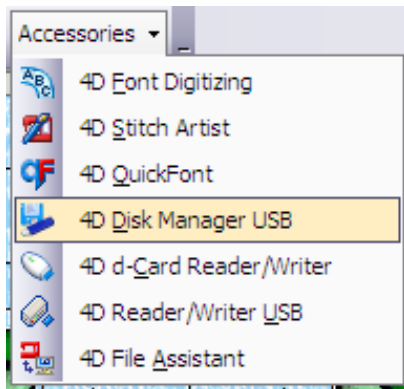 Accessories
4D Font Digitizing
4D Stitch Artist
4D QuickFont
4D Disk Manager USB
4D d-Card Reader/Writer
4D Reader/Writer USB
4D File Assistant